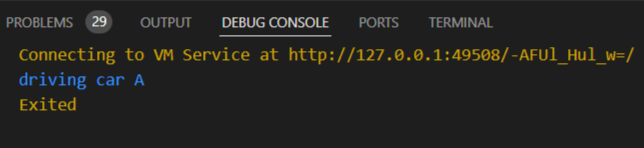 PROBLEMS 29 OUTPUT DEBUG CONSOLE PORTS TERMINAL
Connecting to VM Service at http://127.0.0.1:49508/-AFUl_Hul_w=/
driving car A
Exited